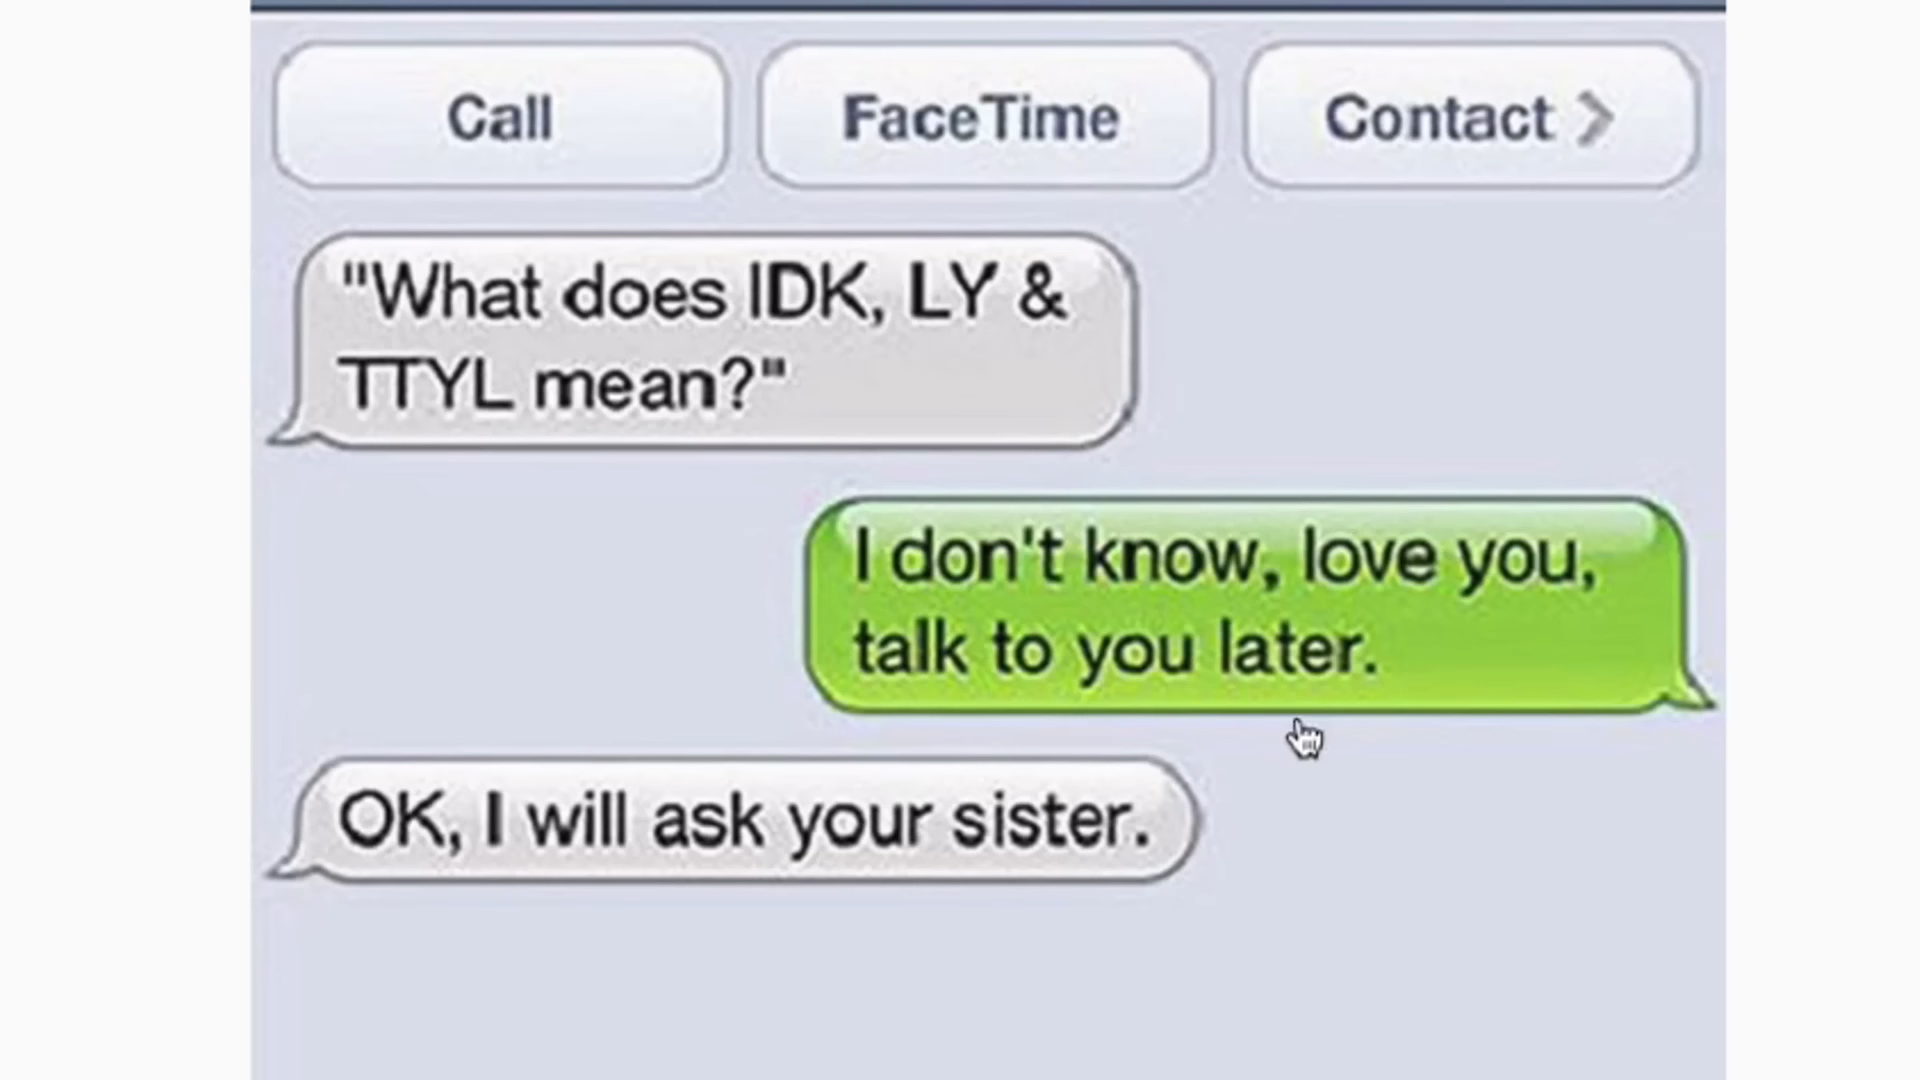 Call FaceTime Contact
"What does IDK, LY &
TTYL mean?"
I don't know, love you,
talk to you later.
OK, I will ask your sister.